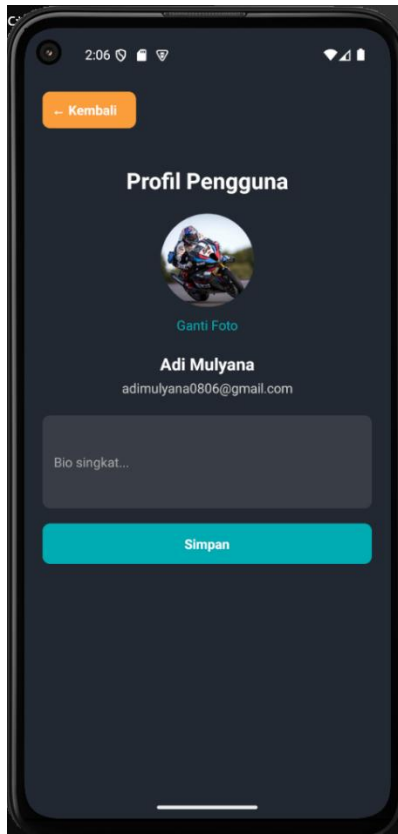 2:06
← Kembali
Profil Pengguna
Ganti Foto
Adi Mulyana
adimulyana0806@gmail.com
Bio singkat...
Simpan